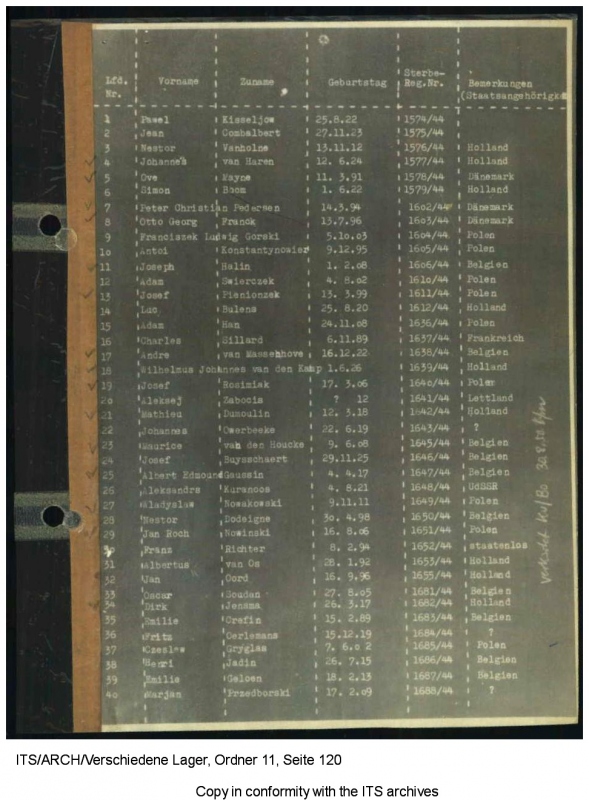 Lfd. Nr. Vorname Zuname Geburtstag Sterbe-Reg.Nr. Bemerkungen (Staatsangehörigke
1 Pawel Kisseljow 25.8.22 1574/44
2 Jean Combalbert 27.11.23 1575/44
3 Nestor Vanholne 13.11.12 1576/44 Holland
4 Johannes van Haren 12. 6.24 1577/44 Holland
5 Ove Mayne 11. 3.91 1578/44 Dänemark
6 Simon Boom 1. 6.22 1579/44 Holland
7 Peter Christian Pedersen 14.3.94 1602/44 Dänemark
8 Otto Georg Franck 13.7.96 1603/44 Dänemark
9 Franciszek Ludwig Gorski 5.10.03 1604/44 Polen
10 Antoi Konstantynowier 9.12.95 1605/44 Polen
11 Joseph Halin 1. 2.08 1606/44 Belgien
12 Adam Swierczek 4. 8.02 1610/44 Polen
13 Josef Pienionzek 13. 3.99 1611/44 Polen
14 Luc Bulens 25. 8.20 1612/44 Holland
15 Adam Han 24.11.08 1636/44 Polen
16 Charles Sillard 6.11.89 1637/44 Frankreich
17 Andre van Massenhove 16.12.22 1638/44 Belgien
18 Wilhelmus Johannes van den Kamp 1.6.26 1639/44 Holland
19 Josef Rosimiak 17. 3.06 1640/44 Polen
20 Aleksej Zabocis ? 12 1641/44 Lettland
21 Mathieu Dumoulin 12. 3.18 1642/44 Holland
22 Johannes Owerbeeke 22. 6.19 1643/44 ?
23 Maurice van den Houcke 9. 6.08 1645/44 Belgien
24 Josef Buysschaert 29.11.25 1646/44 Belgien
25 Albert Edmound Gaussin 4. 4.17 1647/44 Belgien
26 Aleksandrs Kuranoos 4. 8.21 1648/44 UdSSR
27 Wladyslaw Nowakowski 9.11.11 1649/44 Polen
28 Nestor Dodeigne 30. 4.98 1650/44 Belgien
29 Jan Roch Nowinski 16. 8.06 1651/44 Polen
30 Franz Richter 8. 2.94 1652/44 staatenlos
31 Albertus van Os 28. 1.92 1653/44 Holland
32 Jan Oord 16. 9.96 1655/44 Holland
33 Oscar Soudan 27. 8.05 1681/44 Belgien
34 Dirk Jensma 26. 3.17 1682/44 Holland
35 Emilie Crefin 15. 2.89 1683/44 Belgien
36 Fritz Oerlemans 15.12.19 1684/44 ?
37 Czeslaw Gryglas 7. 6.0 2 1685/44 Polen
38 Henri Jadin 26. 7.15 1686/44 Belgien
39 Emilie Geloen 18. 2.13 1687/44 Belgien
40 Marjan Przedborski 17. 2.09 1688/44 ?
ITS/ARCH/Verschiedene Lager, Ordner 11, Seite 120
Copy in conformity with the ITS archives